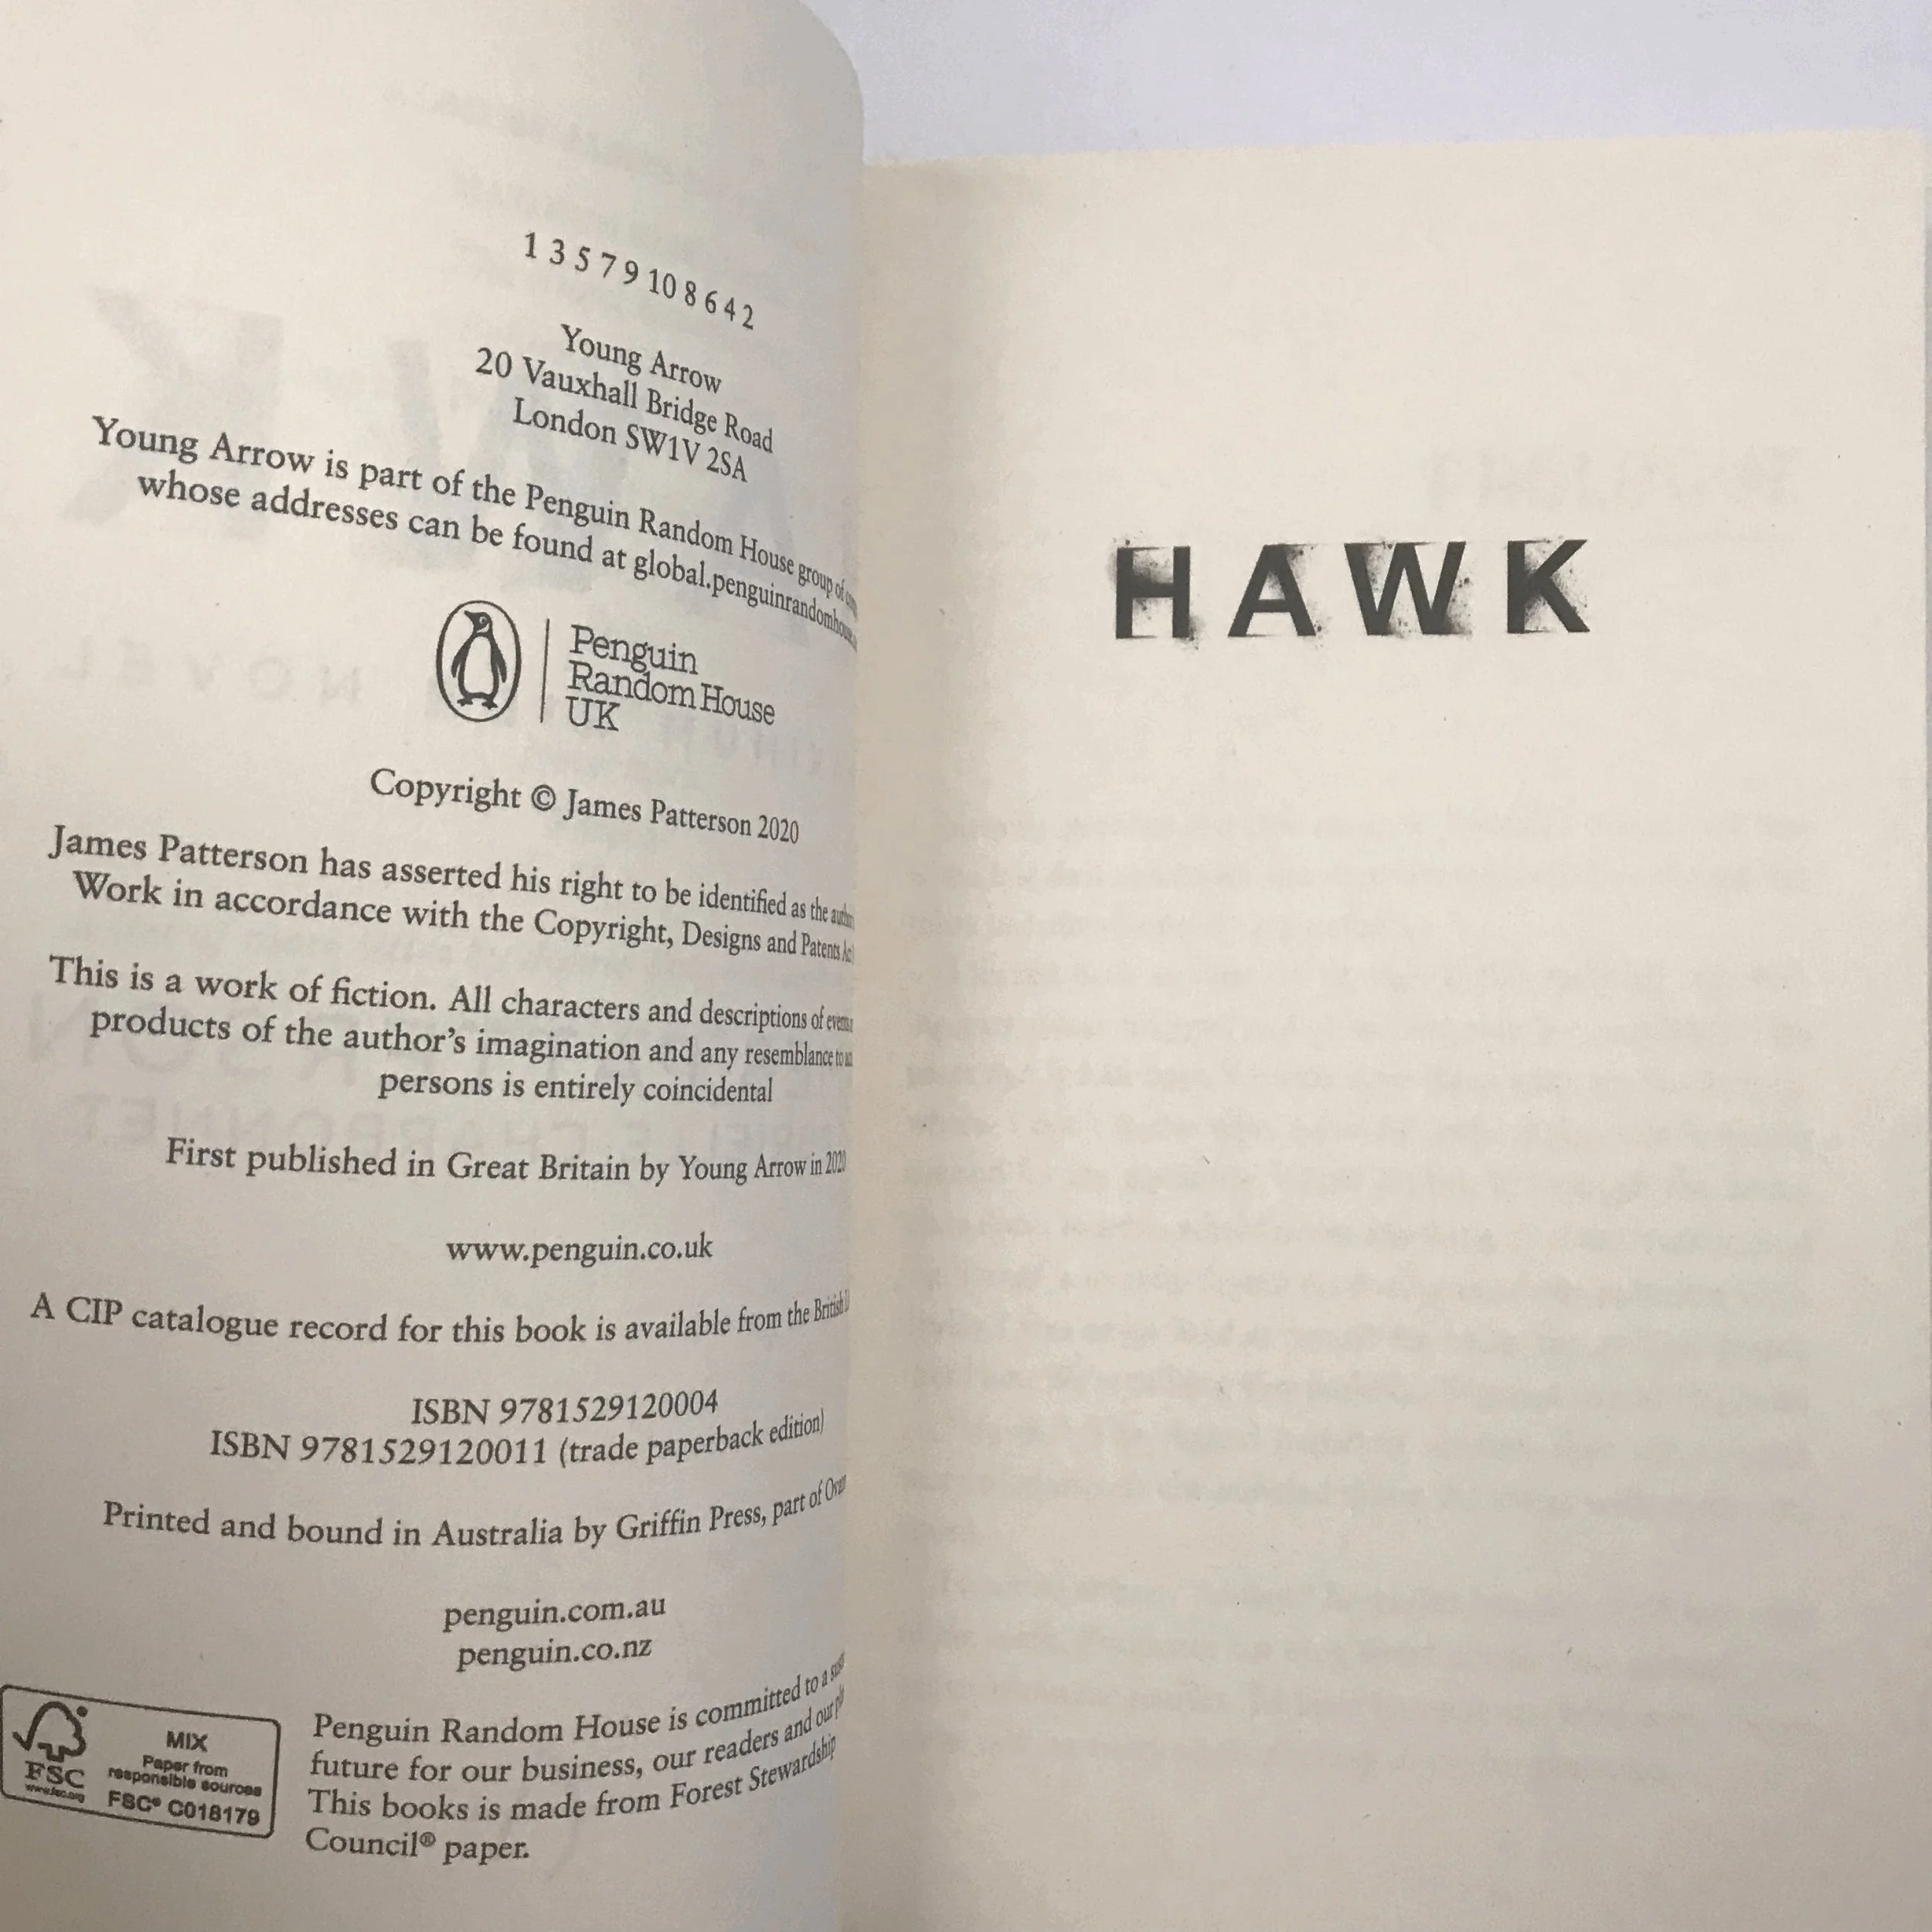 1 3 5 7 9 10 8 6 4 2
Young Arrow
20 Vauxhall Bridge Road
London SW1V 2SA
Young Arrow is part of the Penguin Random House group of
whose addresses can be found at global.penguinrandomhouse.
Penguin
Random House
UK
Copyright © James Patterson 2020
James Patterson has asserted his right to be identified as the author
Work in accordance with the Copyright, Designs and Patents Act
This is a work of fiction. All characters and descriptions of events
products of the author's imagination and any resemblance to
persons is entirely coincidental
First published in Great Britain by Young Arrow in 2020
www.penguin.co.uk
A CIP catalogue record for this book is available from the British
ISBN 9781529120004
ISBN 9781529120011 (trade paperback edition)
Printed and bound in Australia by Griffin Press, part of
penguin.com.au
penguin.co.nz
FSC
www.fsc.org
MIX
Paper from
responsible sources
FSC® C018179
Penguin Random House is committed to a
future for our business, our readers and our
This books is made from Forest Stewardship
Council® paper.
HAWK